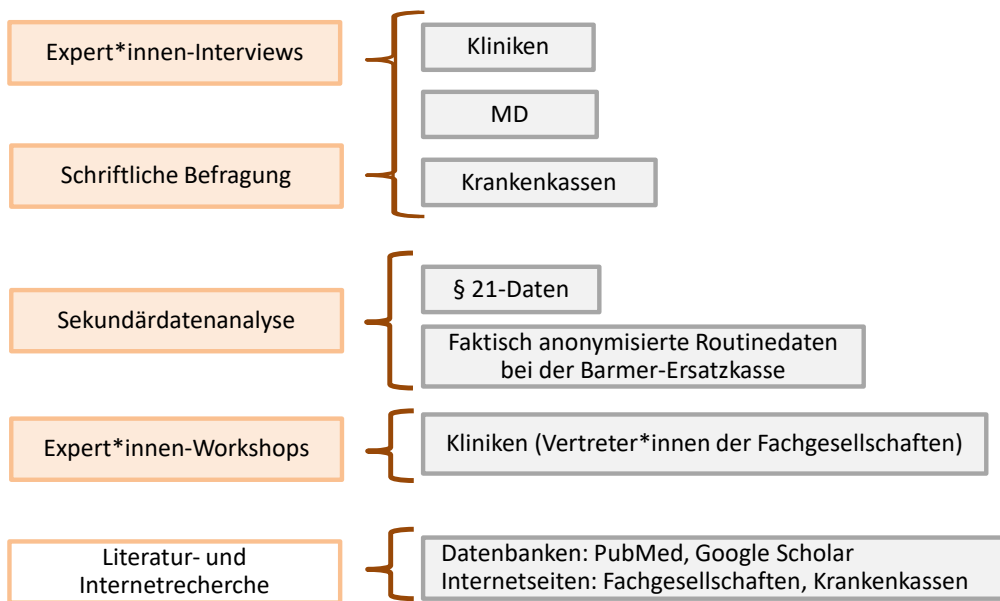 Expert*innen-Interviews
Schriftliche Befragung
Kliniken
MD
Krankenkassen
Sekundärdatenanalyse
§ 21-Daten
Faktisch anonymisierte Routinedaten
bei der Barmer-Ersatzkasse
Expert*innen-Workshops
Kliniken (Vertreter*innen der Fachgesellschaften)
Literatur- und
Internetrecherche
Datenbanken: PubMed, Google Scholar
Internetseiten: Fachgesellschaften, Krankenkassen